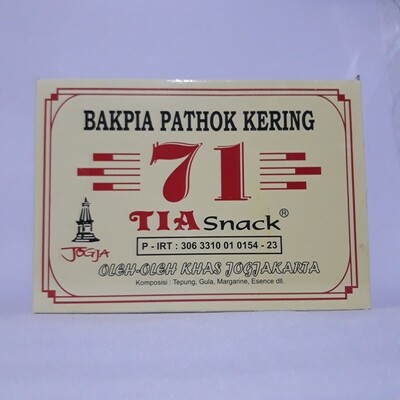 BAKPIA PATHOK KERING
71
TIA Snack ®
P - IRT : 306 3310 01 0154 - 23
JOGJA
OLEH-OLEH KHAS JOGJAKARTA
Komposisi : Tepung, Gula, Margarine, Esence dll.